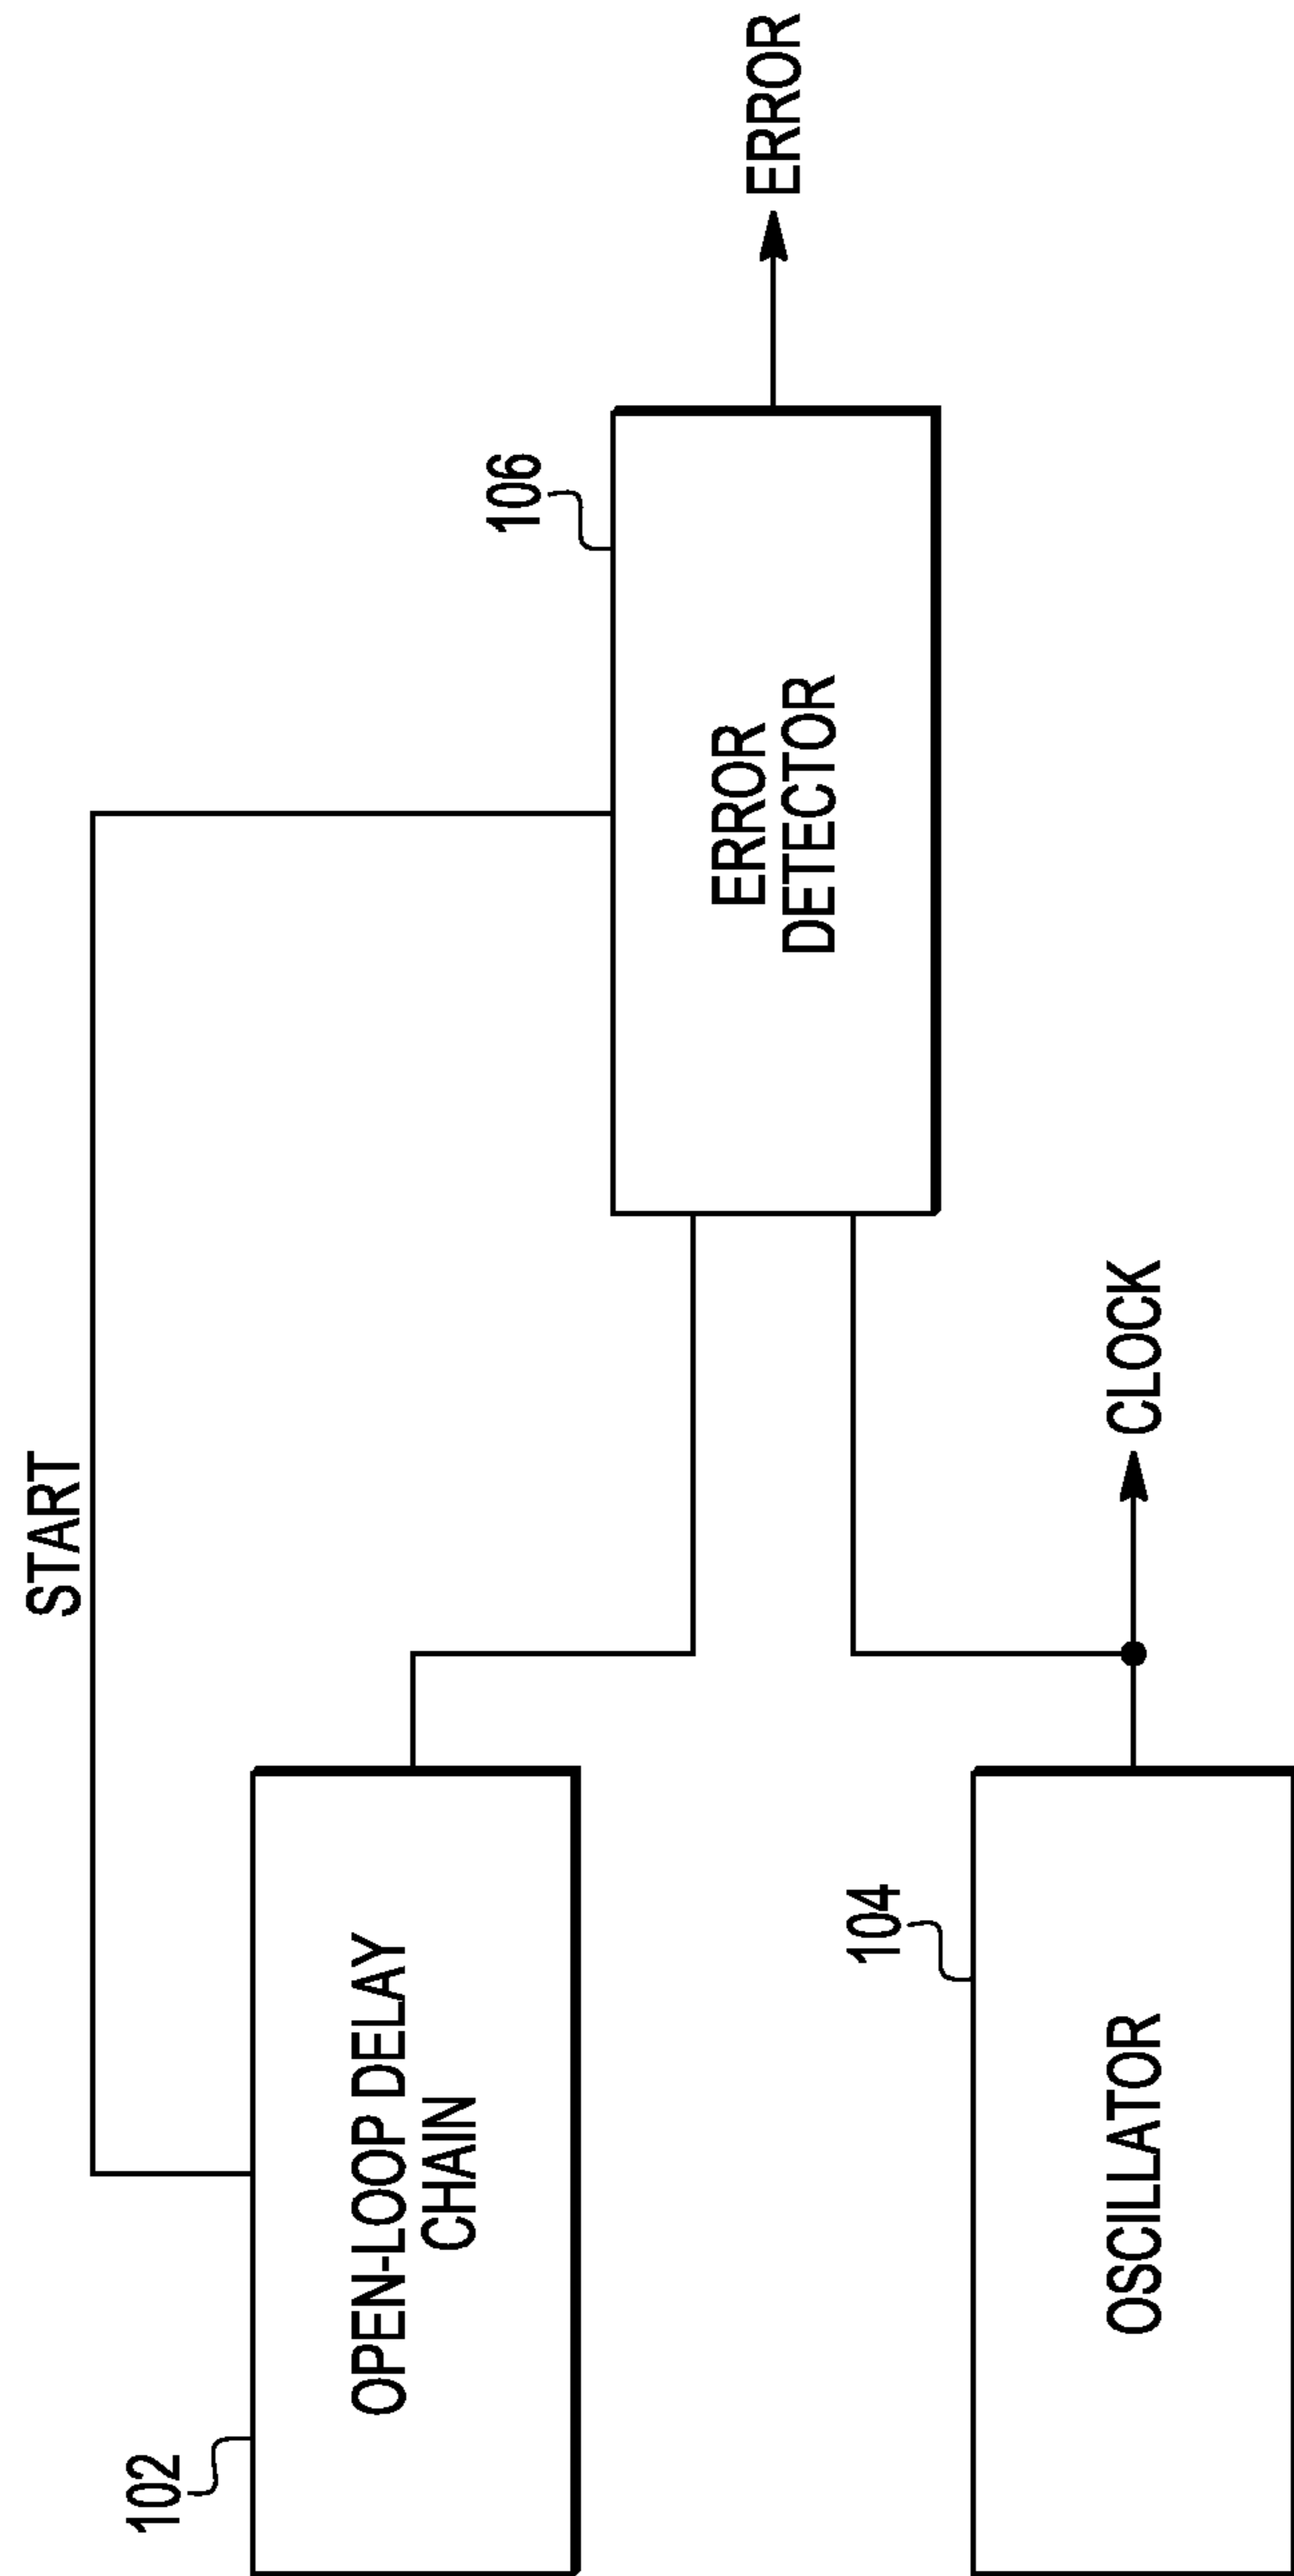 START
102
OPEN-LOOP DELAY
CHAIN
106
ERROR
DETECTOR
ERROR
104
OSCILLATOR
CLOCK